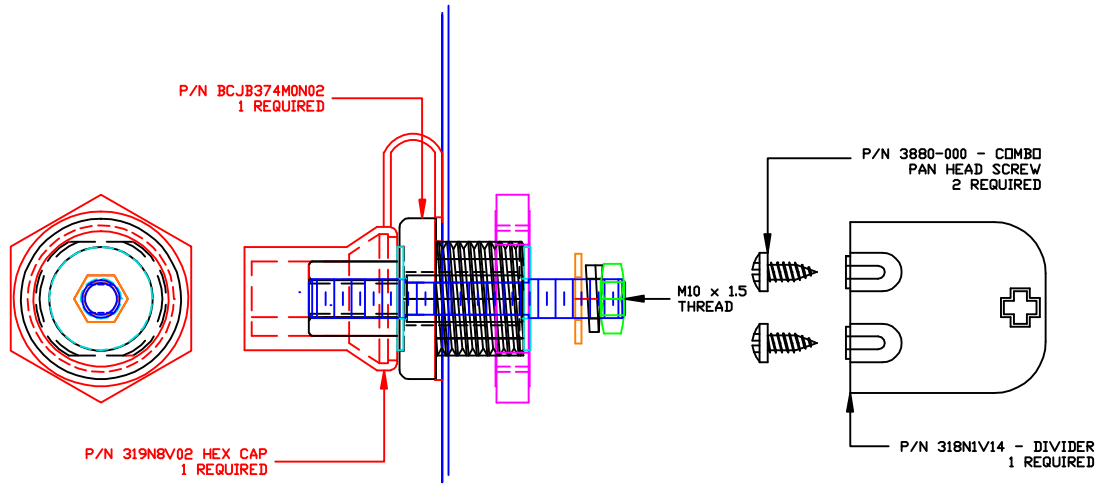 P/N BCJB374M0N02
1 REQUIRED
P/N 3880-000 - COMBO
PAN HEAD SCREW
2 REQUIRED
M10 x 1.5
THREAD
P/N 319N8V02 HEX CAP
1 REQUIRED
P/N 318N1V14 - DIVIDER
1 REQUIRED